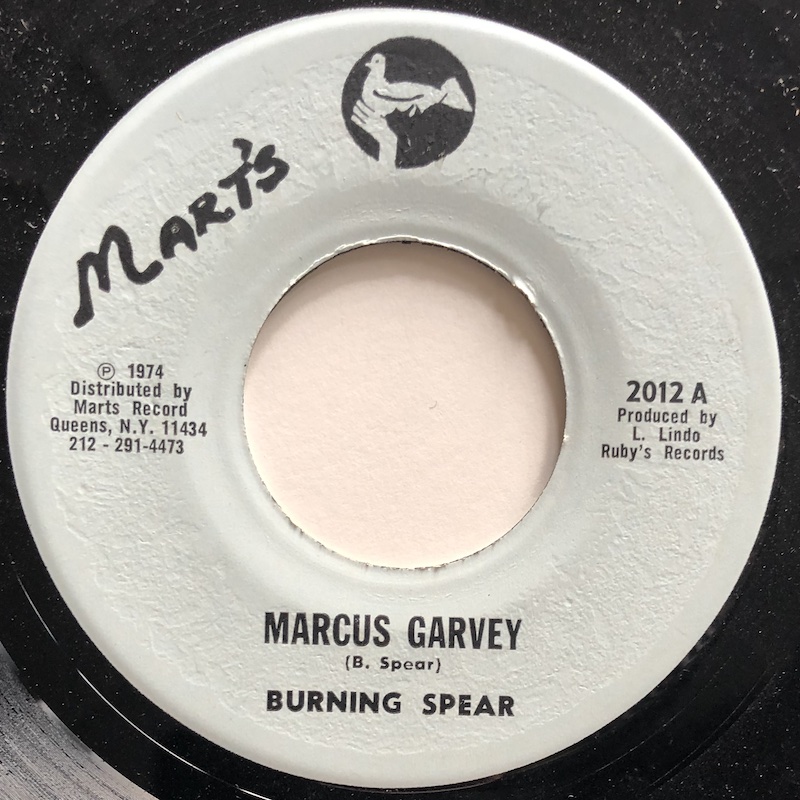 MART'S
℗ 1974
Distributed by
Marts Record
Queens, N.Y. 11434
212 - 291-4473
2012 A
Produced by
L. Lindo
Ruby's Records
MARCUS GARVEY
(B. Spear)
BURNING SPEAR